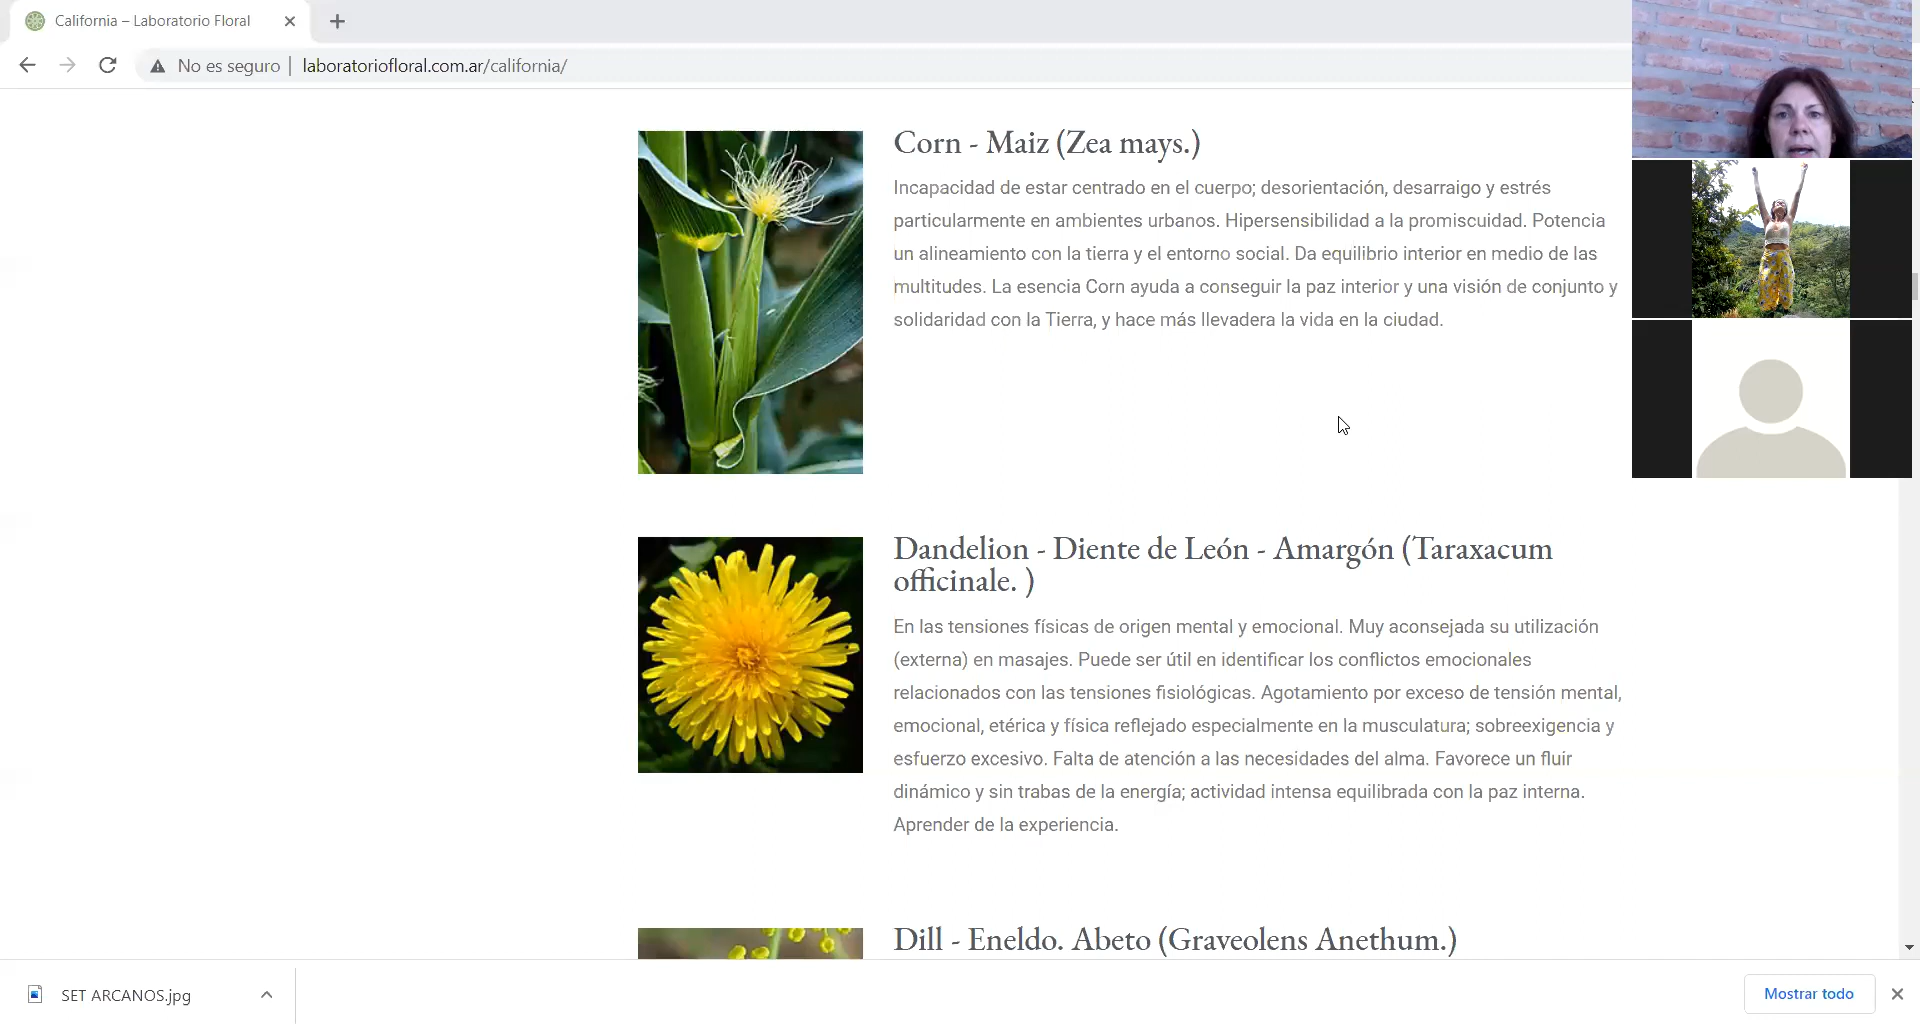 California – Laboratorio Floral
No es seguro | laboratoriofloral.com.ar/california/
Corn - Maiz (Zea mays.)
Incapacidad de estar centrado en el cuerpo; desorientación, desarraigo y estrés
particularmente en ambientes urbanos. Hipersensibilidad a la promiscuidad. Potencia
un alineamiento con la tierra y el entorno social. Da equilibrio interior en medio de las
multitudes. La esencia Corn ayuda a conseguir la paz interior y una visión de conjunto y
solidaridad con la Tierra, y hace más llevadera la vida en la ciudad.
Dandelion - Diente de León - Amargón (Taraxacum
officinale. )
En las tensiones físicas de origen mental y emocional. Muy aconsejada su utilización
(externa) en masajes. Puede ser útil en identificar los conflictos emocionales
relacionados con las tensiones fisiológicas. Agotamiento por exceso de tensión mental,
emocional, etérica y física reflejado especialmente en la musculatura; sobreexigencia y
esfuerzo excesivo. Falta de atención a las necesidades del alma. Favorece un fluir
dinámico y sin trabas de la energía; actividad intensa equilibrada con la paz interna.
Aprender de la experiencia.
Dill - Eneldo. Abeto (Graveolens Anethum.)
SET ARCANOS.jpg
Mostrar todo